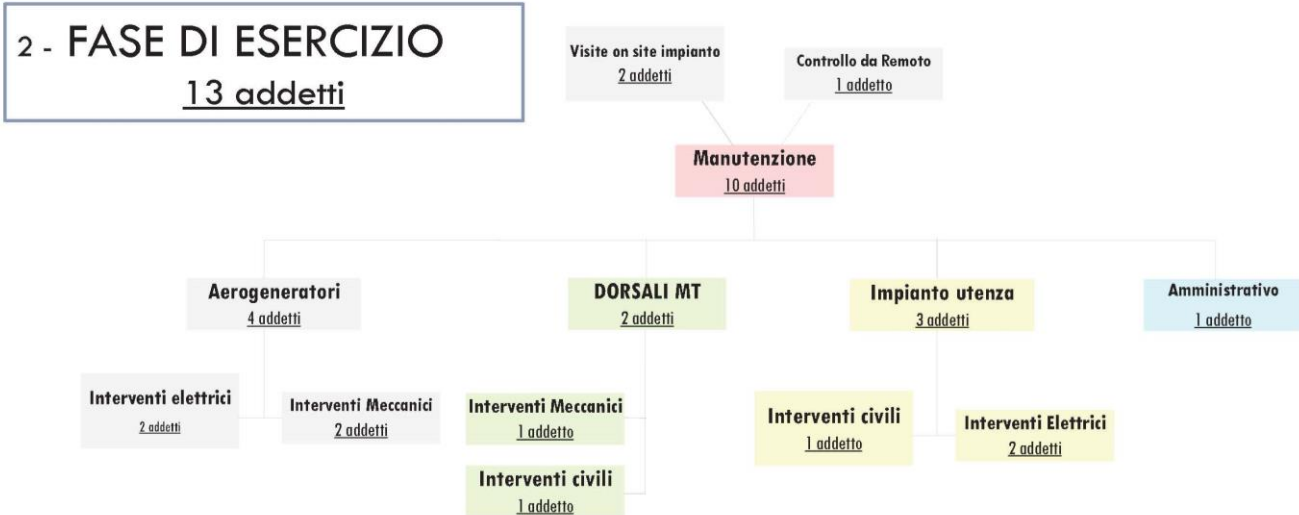 2 - FASE DI ESERCIZIO
13 addetti
Visite on site impianto
2 addetti
Controllo da Remoto
1 addetto
Manutenzione
10 addetti
Aerogeneratori
4 addetti
DORSALI MT
2 addetti
Impianto utenza
3 addetti
Amministrativo
1 addetto
Interventi elettrici
2 addetti
Interventi Meccanici
2 addetti
Interventi Meccanici
1 addetto
Interventi civili
1 addetto
Interventi civili
1 addetto
Interventi Elettrici
2 addetti